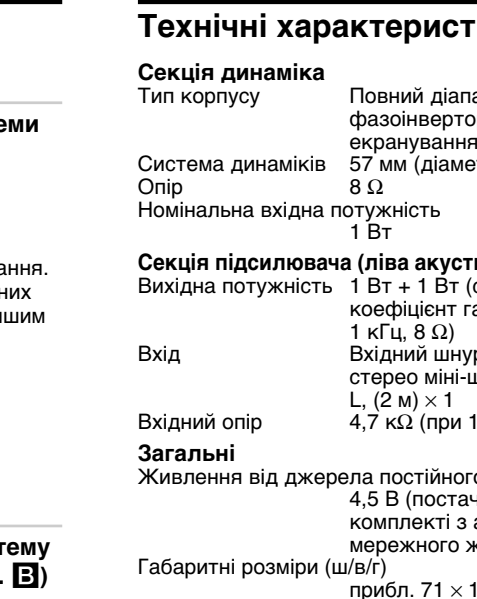 ання.
них
шим
тему
. B)
Технічні характерист
Секція динаміка
Тип корпусу Повний діапа
фазоінверто
екранування
Система динаміків 57 мм (діаме
Опір 8 Ω
Номінальна вхідна потужність
1 Вт
Секція підсилювача (ліва акуст
Вихідна потужність 1 Вт + 1 Вт (
коефіцієнт га
1 кГц, 8 Ω)
Вхід Вхідний шнур
стерео міні-ш
L, (2 м) × 1
Вхідний опір 4,7 кΩ (при 1
Загальні
Живлення від джерела постійного
4,5 В (постач
комплекті з а
мережного ж
Габаритні розміри (ш/в/г)
прибл. 71 × 1